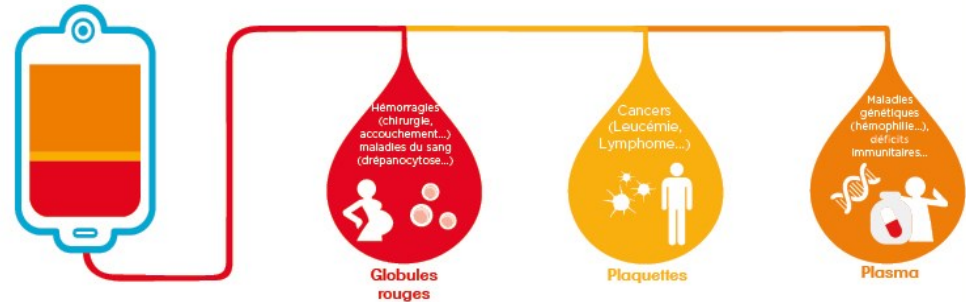 Hémorragies
(chirurgie,
accouchement...)
maladies du sang
(drépanocytose...)
Globules
rouges
Cancers
(Leucémie,
Lymphome...)
Plaquettes
Maladies
génétiques
(hémophilie...),
déficits
immunitaires...
Plasma